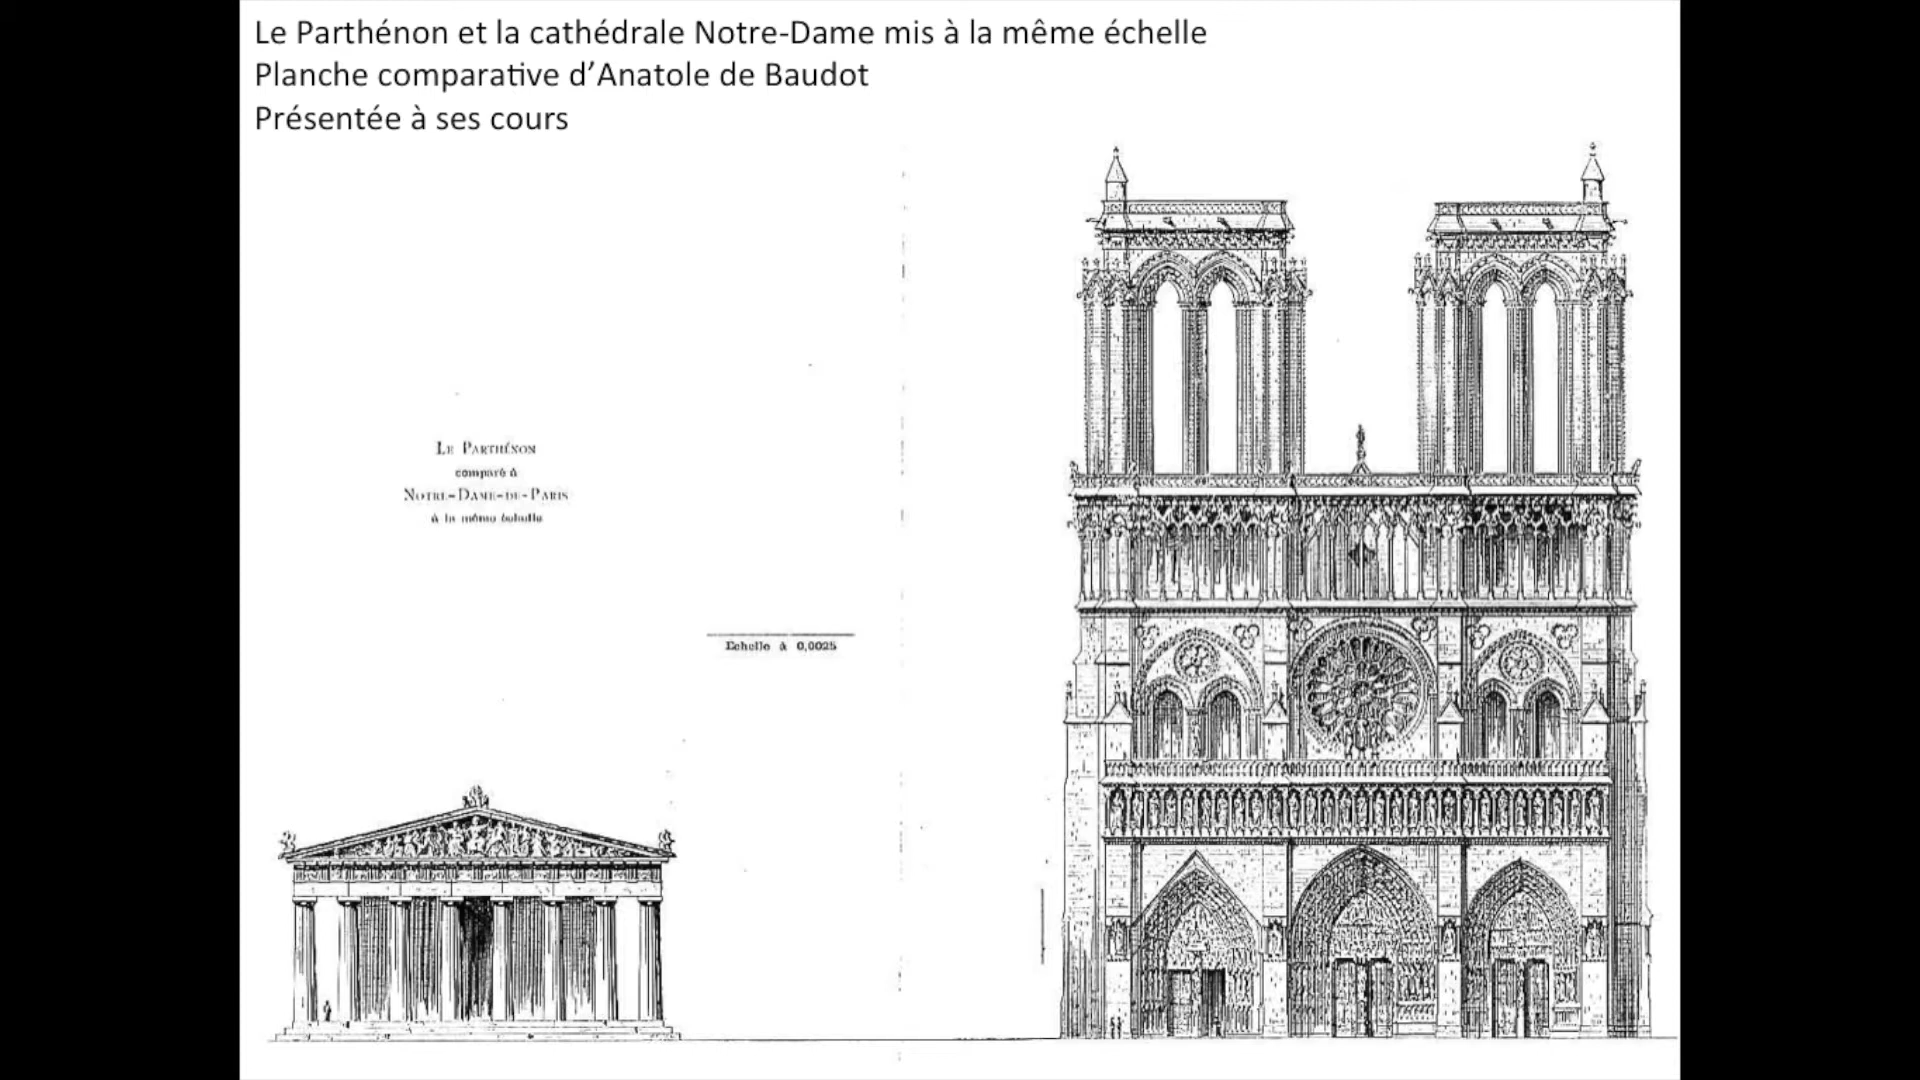 Le Parthénon et la cathédrale Notre-Dame mis à la même échelle
Planche comparative d’Anatole de Baudot
Présentée à ses cours
Le Parthénon
comparé à
Notre-Dame-de-Paris
à la même échelle
Echelle à 0,0025